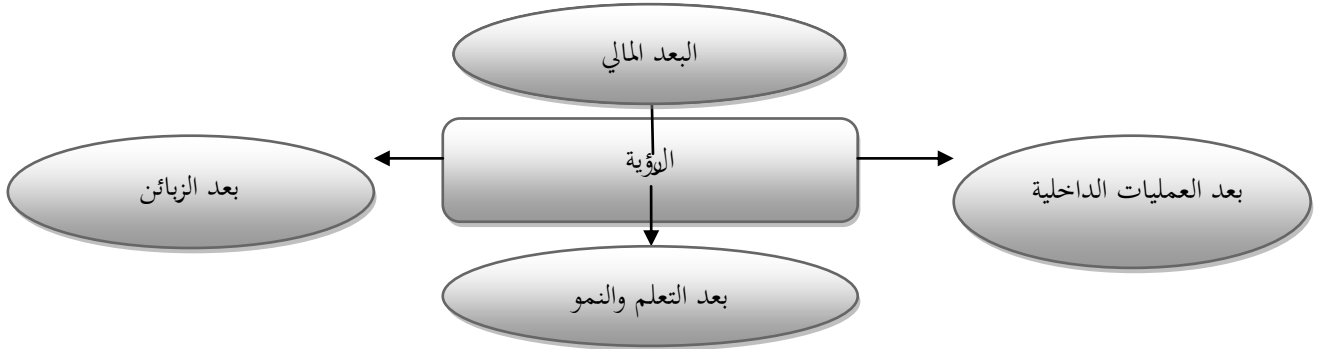 البعد المالي
الرؤية
بعد الزبائن
بعد العمليات الداخلية
بعد التعلم والنمو